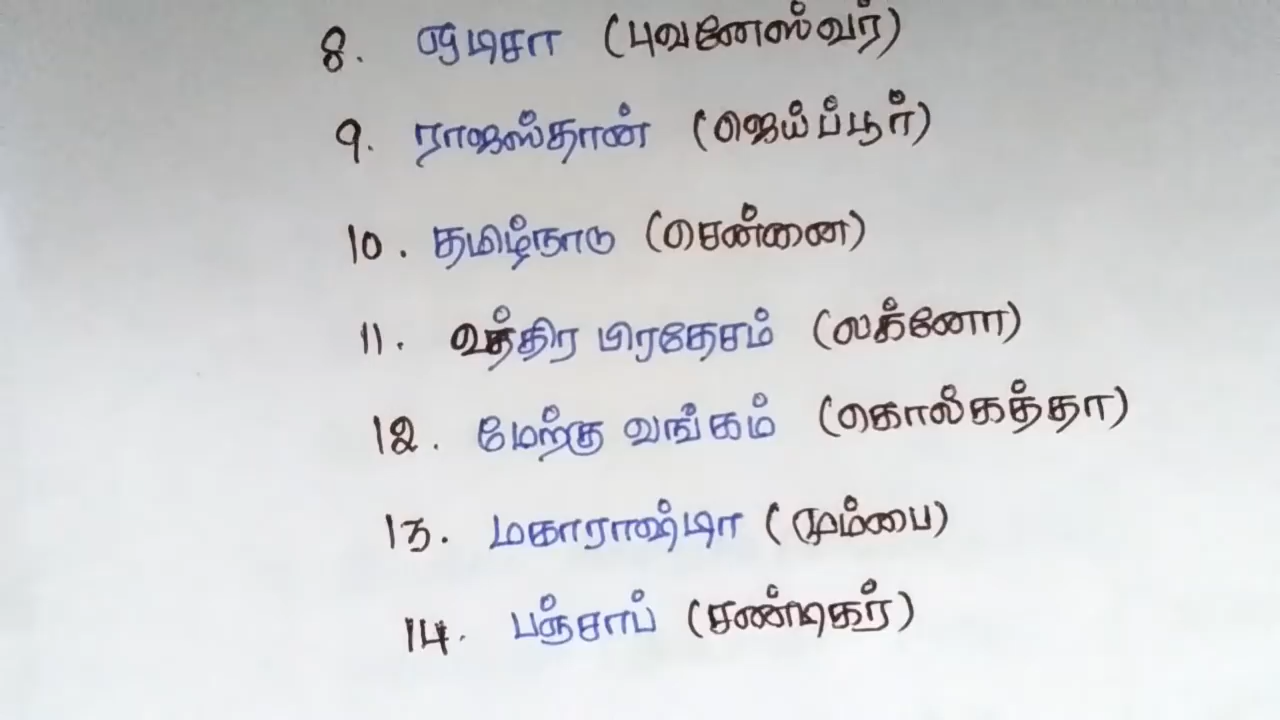 8. ஒடிசா (புவனேஸ்வர்)
9. ராஜஸ்தான் (ஜெய்ப்பூர்)
10. தமிழ்நாடு (சென்னை)
11. உத்திர பிரதேசம் (லக்னோ)
12. மேற்கு வங்கம் (கொல்கத்தா)
13. மகாராஷ்டிரா (மும்பை)
14. பஞ்சாப் (சண்டிகர்)